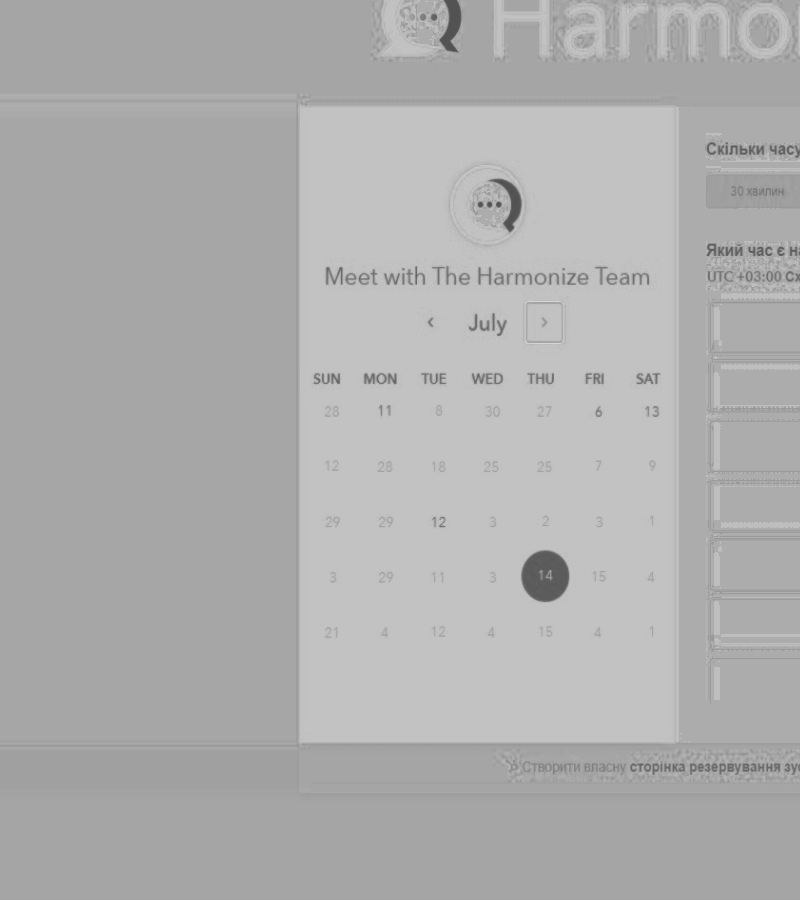 Harmo
Meet with The Harmonize Team
July
SUN MON TUE WED THU FRI SAT
28 11 8 30 27 6 13
12 28 18 25 25 7 9
29 29 12 3 2 3 1
3 29 11 3 14 15 4
21 4 12 4 15 4 1
Скільки часу
30 хвилин
Який час є на
UTC +03:00 Сх
Створити власну сторінка резервування зус